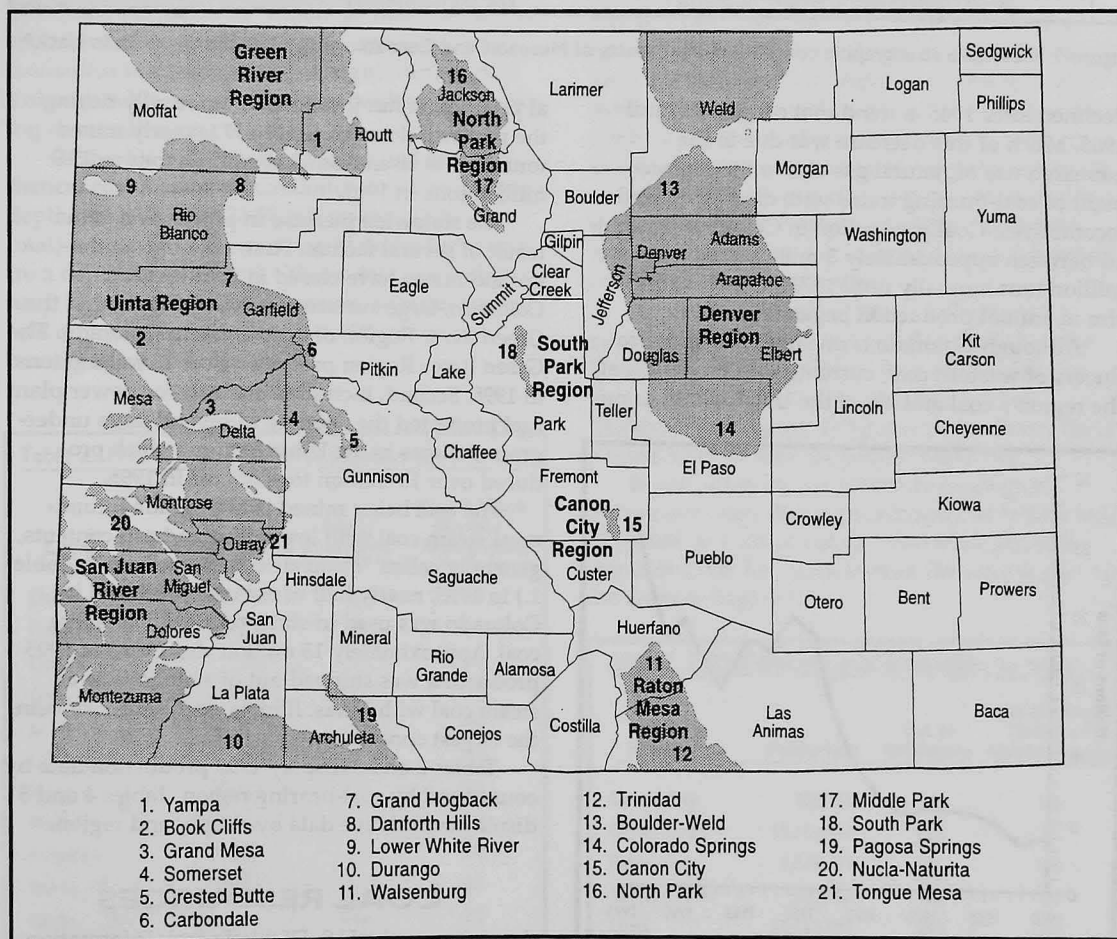 Green
River
Region
Moffat
1
Routt
16
Jackson
North
Park
Region
17
Grand
Larimer
Weld
Logan
Sedgwick
Phillips
Morgan
9
8
Rio
Blanco
Boulder
13
Yuma
Washington
Gilpin
Denver
Adams
Clear
Creek
Jefferson
Arapahoe
7
Uinta Region
Garfield
Eagle
Summit
2
6
Denver
Region
Kit
Carson
18
South
Park
Region
Douglas
Elbert
Mesa
3
4
Pitkin
Lake
Park
Teller
Lincoln
Cheyenne
Delta
5
Gunnison
Chaffee
14
El Paso
Fremont
Montrose
20
Canon
City
15
Region
Kiowa
Crowley
Ouray
21
San Juan
River
Region
San
Miguel
Hinsdale
Saguache
Custer
Pueblo
Otero
Bent
Prowers
Dolores
San
Juan
Mineral
Rio
Grande
Alamosa
Huerfano
11
Raton
Mesa
Region
12
Montezuma
La Plata
10
19
Archuleta
Conejos
Costilla
Las
Animas
Baca
1. Yampa
2. Book Cliffs
3. Grand Mesa
4. Somerset
5. Crested Butte
6. Carbondale
7. Grand Hogback
8. Danforth Hills
9. Lower White River
10. Durango
11. Walsenburg
12. Trinidad
13. Boulder-Weld
14. Colorado Springs
15. Canon City
16. North Park
17. Middle Park
18. South Park
19. Pagosa Springs
20. Nucla-Naturita
21. Tongue Mesa